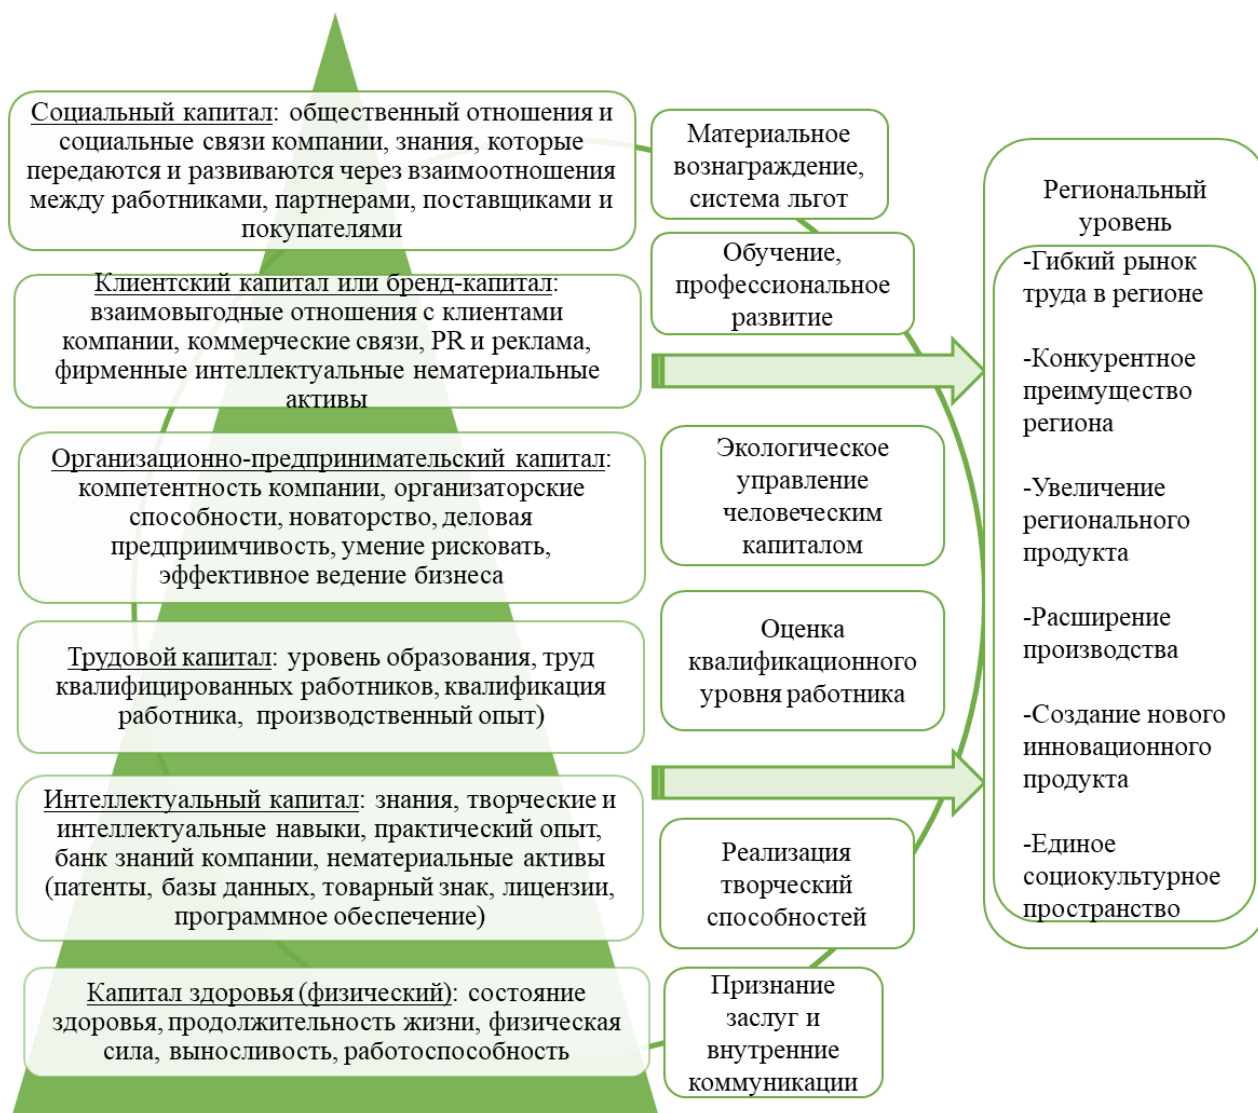 Социальный капитал: общественный отношения и
социальные связи компании, знания, которые
передаются и развиваются через взаимоотношения
между работниками, партнерами, поставщиками и
покупателями
Клиентский капитал или бренд-капитал:
взаимовыгодные отношения с клиентами
компании, коммерческие связи, PR и реклама,
фирменные интеллектуальные нематериальные
активы
Организационно-предпринимательский капитал:
компетентность компании, организаторские
способности, новаторство, деловая
предприимчивость, умение рисковать,
эффективное ведение бизнеса
Трудовой капитал: уровень образования, труд
квалифицированных работников, квалификация
работника, производственный опыт)
Интеллектуальный капитал: знания, творческие и
интеллектуальные навыки, практический опыт,
банк знаний компании, нематериальные активы
(патенты, базы данных, товарный знак, лицензии,
программное обеспечение)
Капитал здоровья (физический): состояние
здоровья, продолжительность жизни, физическая
сила, выносливость, работоспособность
Материальное
вознаграждение,
система льгот
Обучение,
профессиональное
развитие
Экологическое
управление
человеческим
капиталом
Оценка
квалификационного
уровня работника
Реализация
творческий
способностей
Признание
заслуг и
внутренние
коммуникации
Региональный
уровень
-Гибкий рынок
труда в регионе
-Конкурентное
преимущество
региона
-Увеличение
регионального
продукта
-Расширение
производства
-Создание нового
инновационного
продукта
-Единое
социокультурное
пространство